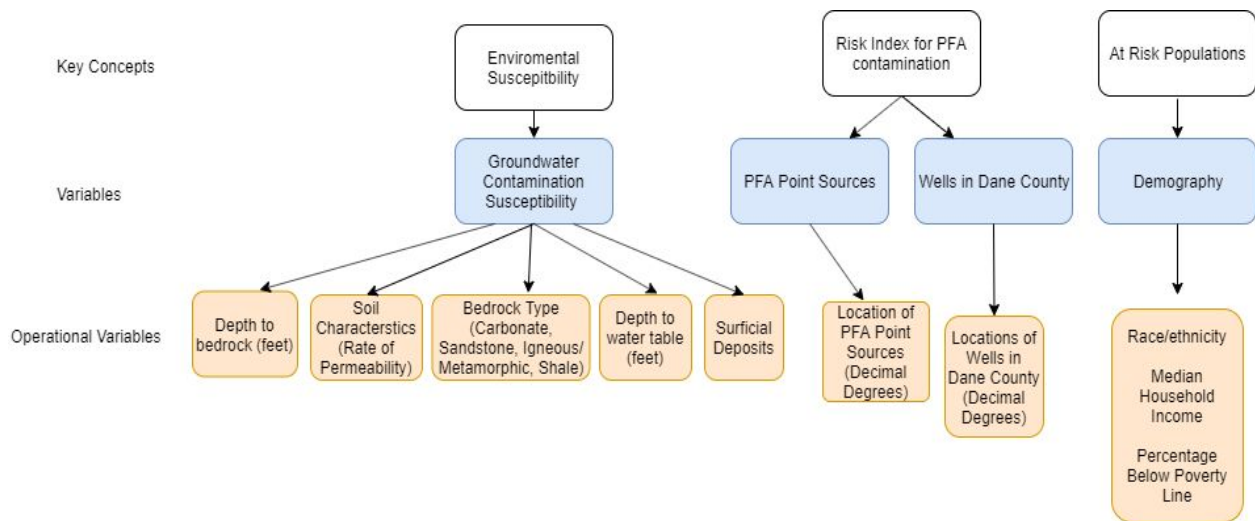 Key Concepts
Enviromental
Suscepitbility
Risk Index for PFA
contamination
At Risk Populations
Variables
Groundwater
Contamination
Susceptibility
PFA Point Sources
Wells in Dane County
Demography
Operational Variables
Depth to
bedrock (feet)
Soil
Characterstics
(Rate of
Permeability)
Bedrock Type
(Carbonate,
Sandstone, Igneous/
Metamorphic, Shale)
Depth to
water table
(feet)
Surficial
Deposits
Location of
PFA Point
Sources
(Decimal
Degrees)
Locations of
Wells in
Dane County
(Decimal
Degrees)
Race/ethnicity
Median
Household
Income
Percentage
Below Poverty
Line